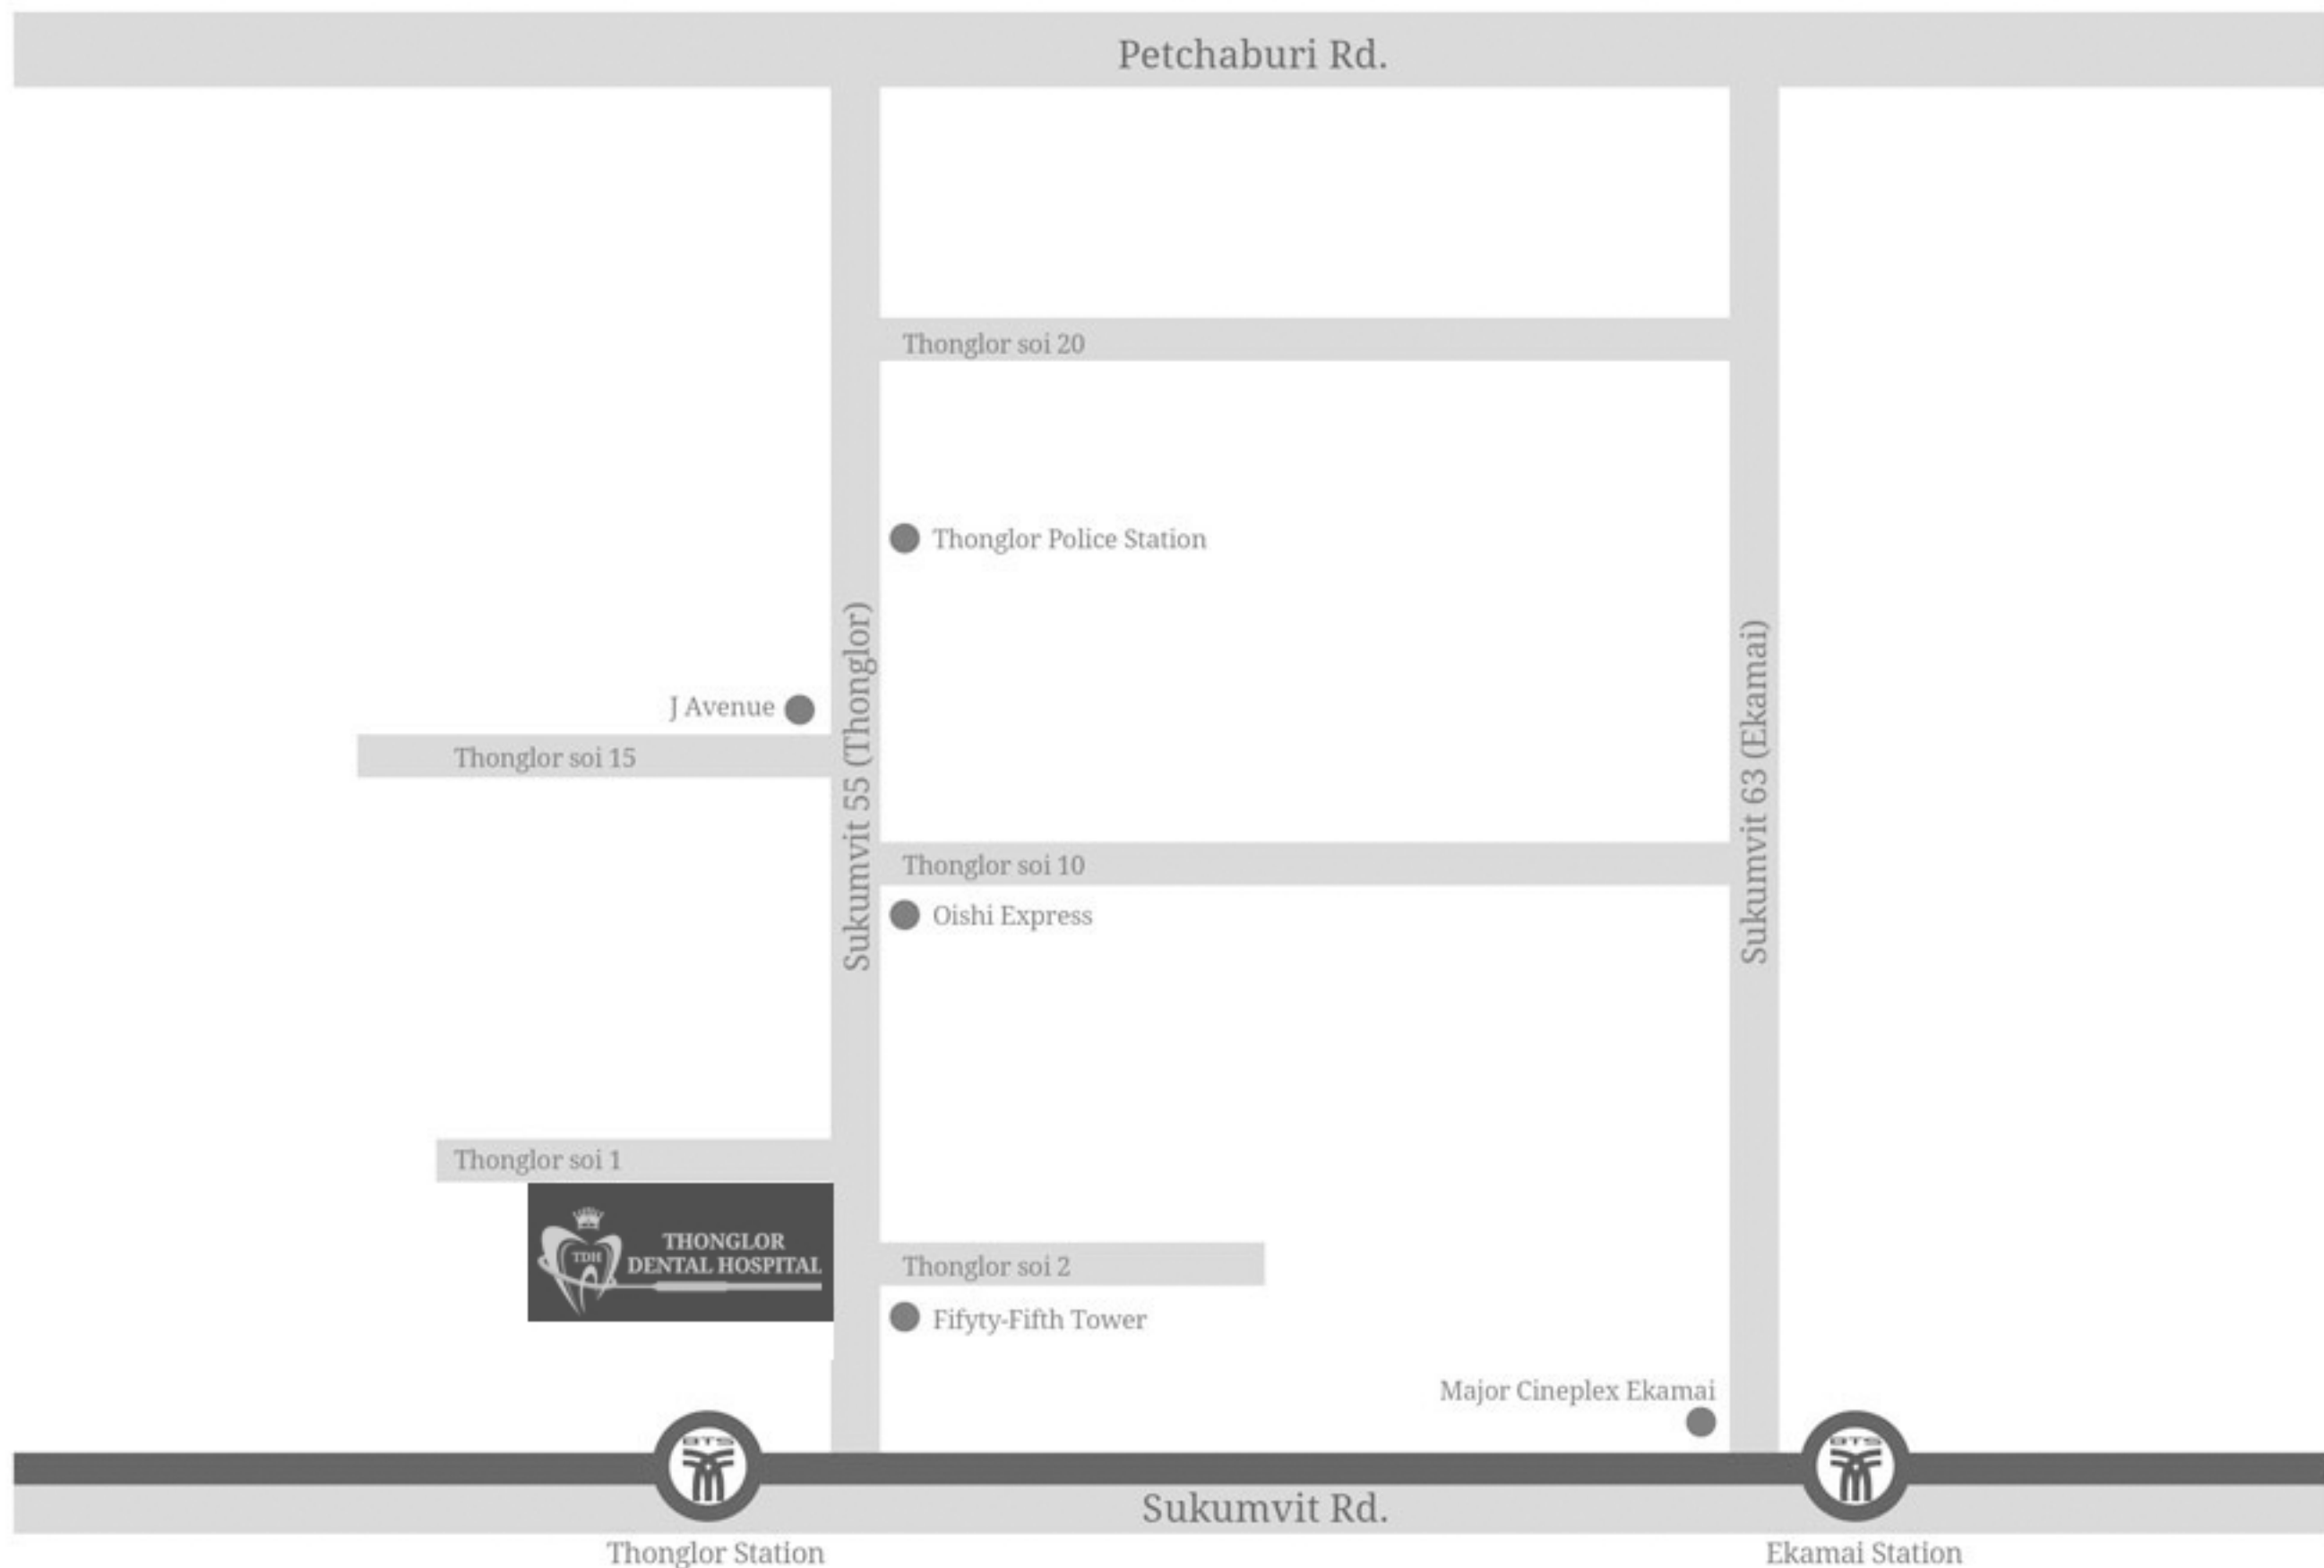 Petchaburi Rd.
Thonglor soi 20
Thonglor Police Station
Sukumvit 55 (Thonglor)
Sukumvit 63 (Ekamai)
J Avenue
Thonglor soi 15
Thonglor soi 10
Oishi Express
Thonglor soi 1
TDH
THONGLOR
DENTAL HOSPITAL
Thonglor soi 2
Fifyty-Fifth Tower
Major Cineplex Ekamai
BTS
BTS
Sukumvit Rd.
Thonglor Station
Ekamai Station